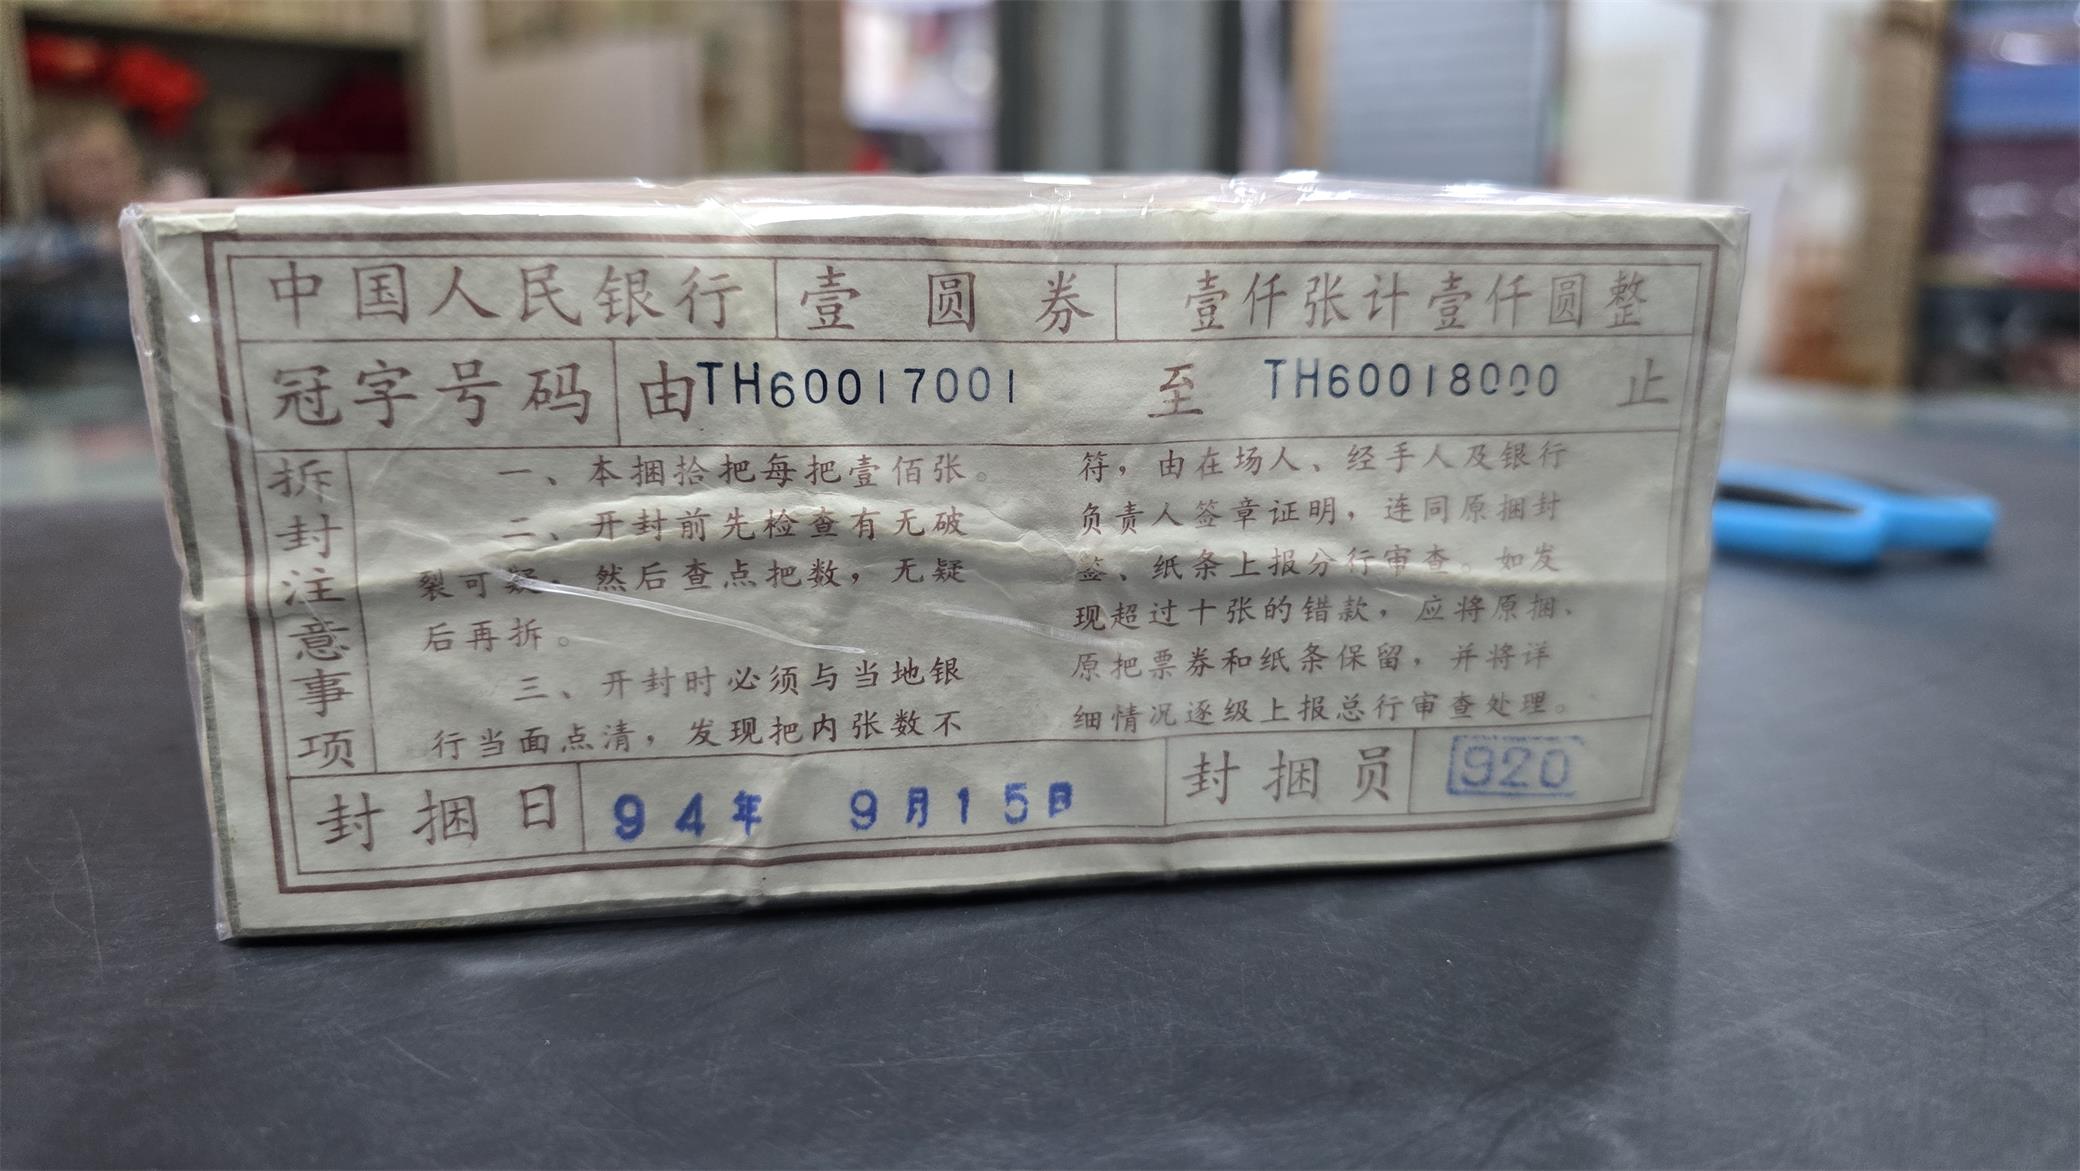 中国人民银行 壹圆券 壹仟张计壹仟圆整
冠字号码 由TH60017001 至 TH60018000 止
拆封注意事项
一、本捆拾把每把壹佰张。
二、开封前先检查有无破
裂可疑，然后查点把数，无疑
后再拆。
三、开封时必须与当地银
行当面点清，发现把内张数不
符，由在场人、经手人及银行
负责人签章证明，连同原捆封
签、纸条上报分行审查。如发
现超过十张的错款，应将原捆、
原把票券和纸条保留，并将详
细情况逐级上报总行审查处理。
封捆日 94年 9月15日 封捆员 920